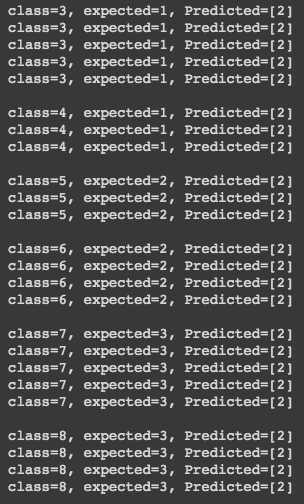 class=3, expected=1, Predicted=[2]
class=3, expected=1, Predicted=[2]
class=3, expected=1, Predicted=[2]
class=3, expected=1, Predicted=[2]
class=3, expected=1, Predicted=[2]

class=4, expected=1, Predicted=[2]
class=4, expected=1, Predicted=[2]
class=4, expected=1, Predicted=[2]

class=5, expected=2, Predicted=[2]
class=5, expected=2, Predicted=[2]
class=5, expected=2, Predicted=[2]

class=6, expected=2, Predicted=[2]
class=6, expected=2, Predicted=[2]
class=6, expected=2, Predicted=[2]
class=6, expected=2, Predicted=[2]

class=7, expected=3, Predicted=[2]
class=7, expected=3, Predicted=[2]
class=7, expected=3, Predicted=[2]
class=7, expected=3, Predicted=[2]
class=7, expected=3, Predicted=[2]

class=8, expected=3, Predicted=[2]
class=8, expected=3, Predicted=[2]
class=8, expected=3, Predicted=[2]
class=8, expected=3, Predicted=[2]